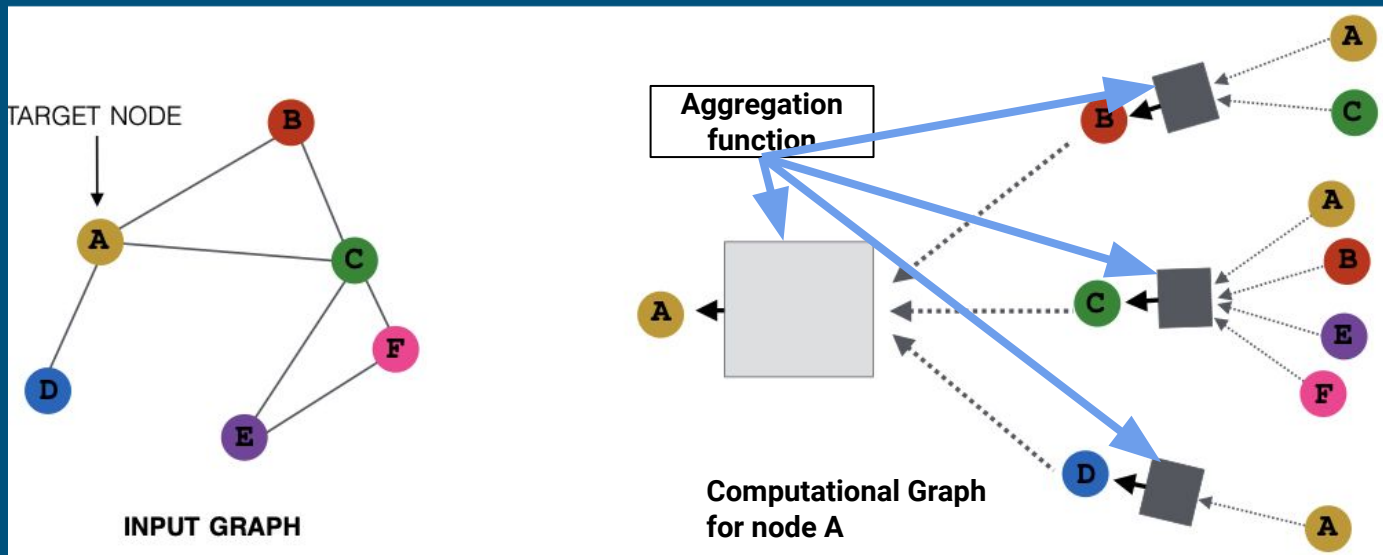 TARGET NODE
B
A
C
F
D
E
INPUT GRAPH
Aggregation
function
A
B
A
C
C
A
B
E
F
D
A
Computational Graph
for node A